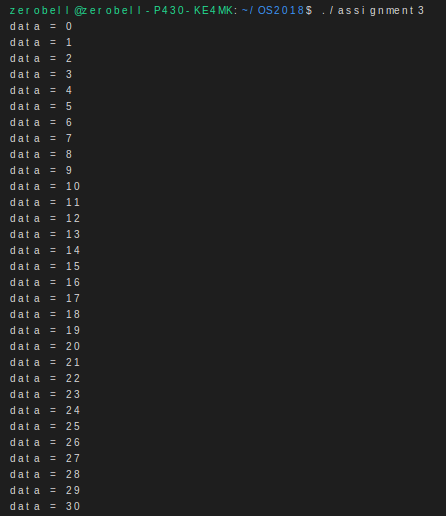 zerobell@zerobell-P430-KE4MK:~/OS2018$ ./assignment3
data = 0
data = 1
data = 2
data = 3
data = 4
data = 5
data = 6
data = 7
data = 8
data = 9
data = 10
data = 11
data = 12
data = 13
data = 14
data = 15
data = 16
data = 17
data = 18
data = 19
data = 20
data = 21
data = 22
data = 23
data = 24
data = 25
data = 26
data = 27
data = 28
data = 29
data = 30